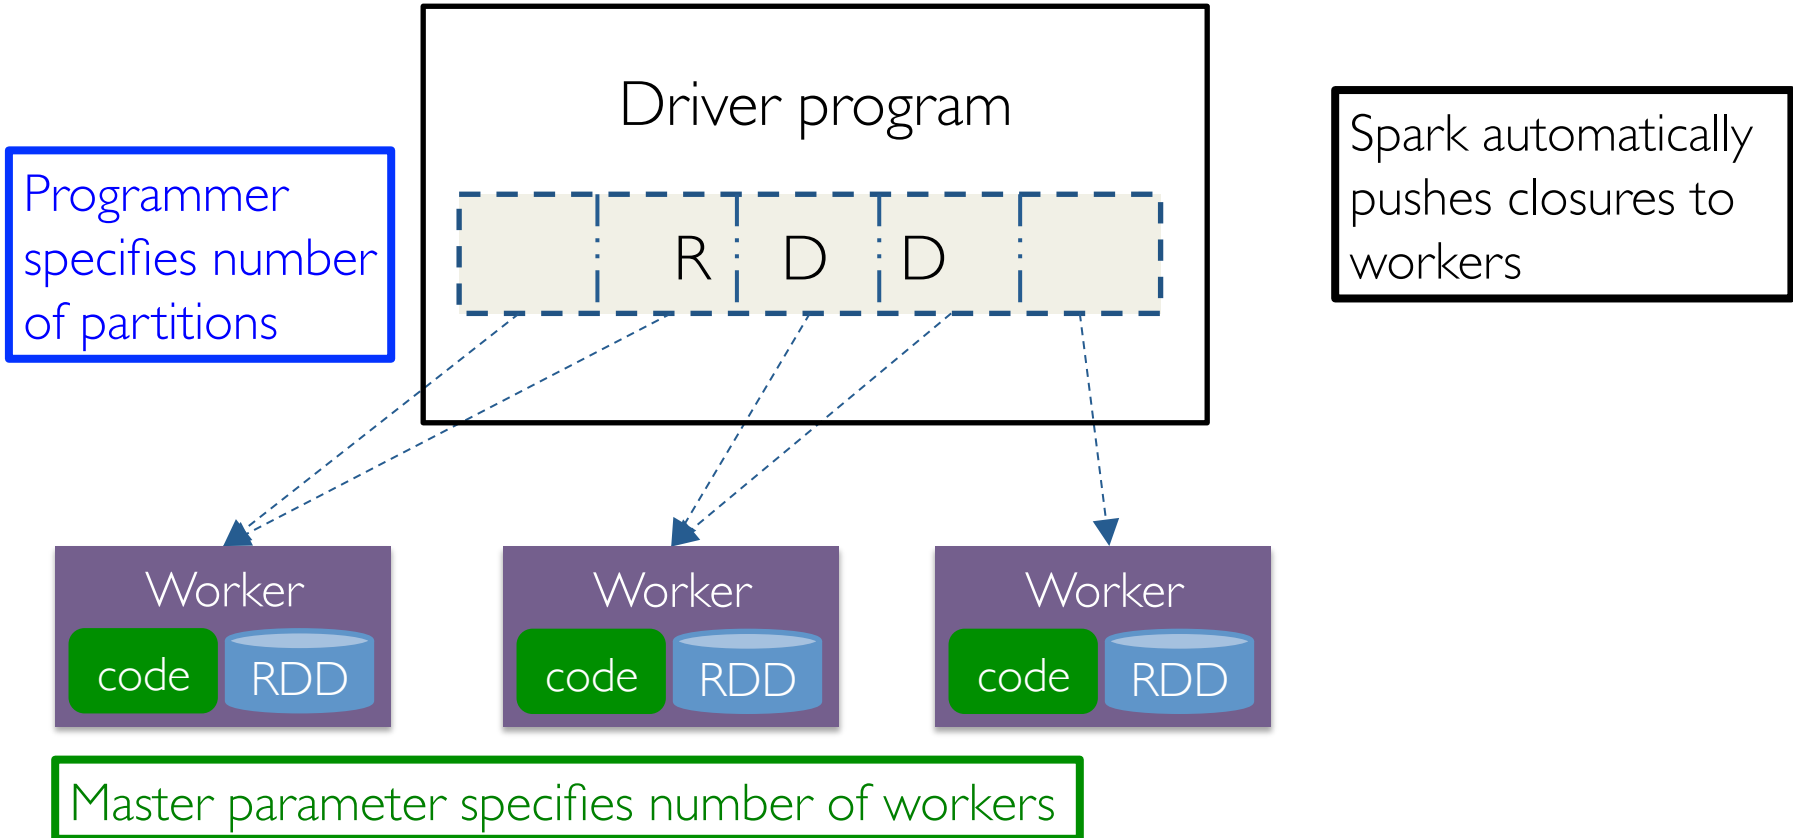 Driver program
Programmer
specifies number
of partitions
R D D
Spark automatically
pushes closures to
workers
Worker
code RDD
Worker
code RDD
Worker
code RDD
Master parameter specifies number of workers